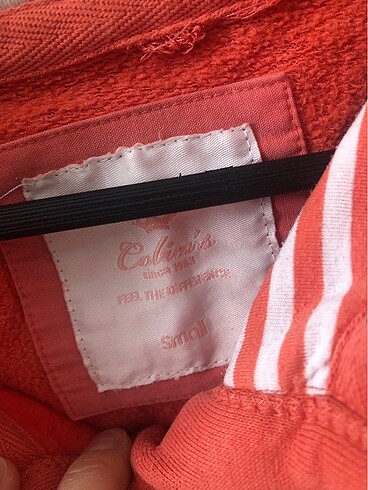 Colin's
SINCE 1983
FEEL THE DIFFERENCE
small